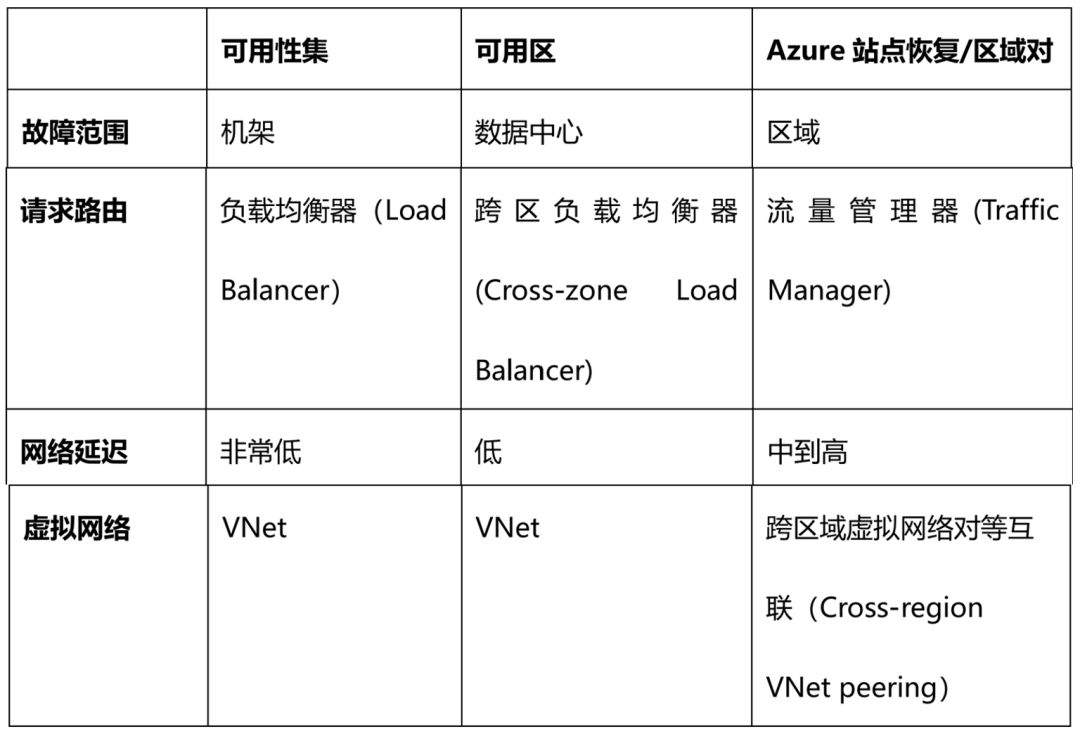 可用性集 可用区 Azure 站点恢复/区域对
故障范围 机架 数据中心 区域
请求路由 负载均衡器（Load 跨区负载均衡器 流量管理器(Traffic
Balancer） (Cross-zone Load Manager)
Balancer)
网络延迟 非常低 低 中到高
虚拟网络 VNet VNet 跨区域虚拟网络对等互
联（Cross-region
VNet peering）